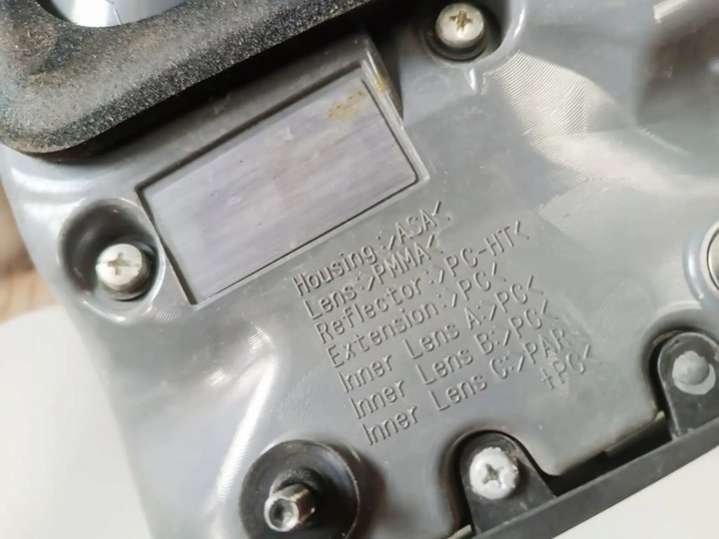 Housing:>ASA<
Lens:>PMMA<
Reflector:>PC-HT<
Extension:>PC<
Inner Lens A:>PC<
Inner Lens B:>PC<
Inner Lens C:>PAR
+PC<